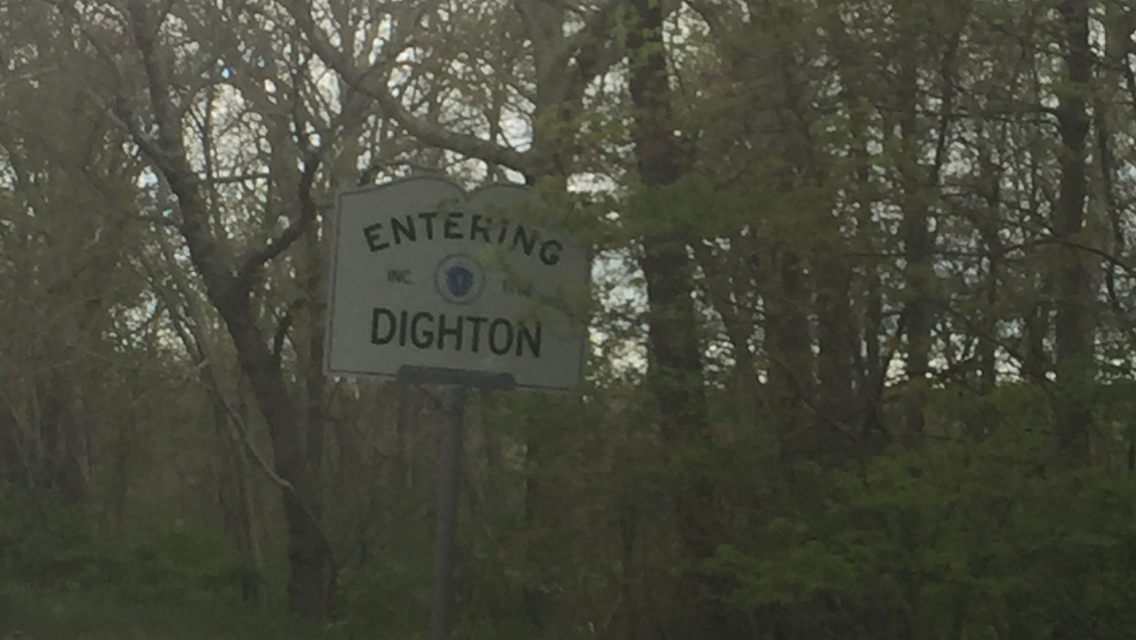 ENTERING
INC
DIGHTON